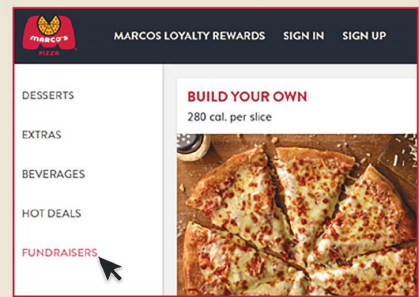 MARCO'S
PIZZA
MARCOS LOYALTY REWARDS SIGN IN SIGN UP
DESSERTS
EXTRAS
BEVERAGES
HOT DEALS
FUNDRAISERS
BUILD YOUR OWN
280 cal. per slice